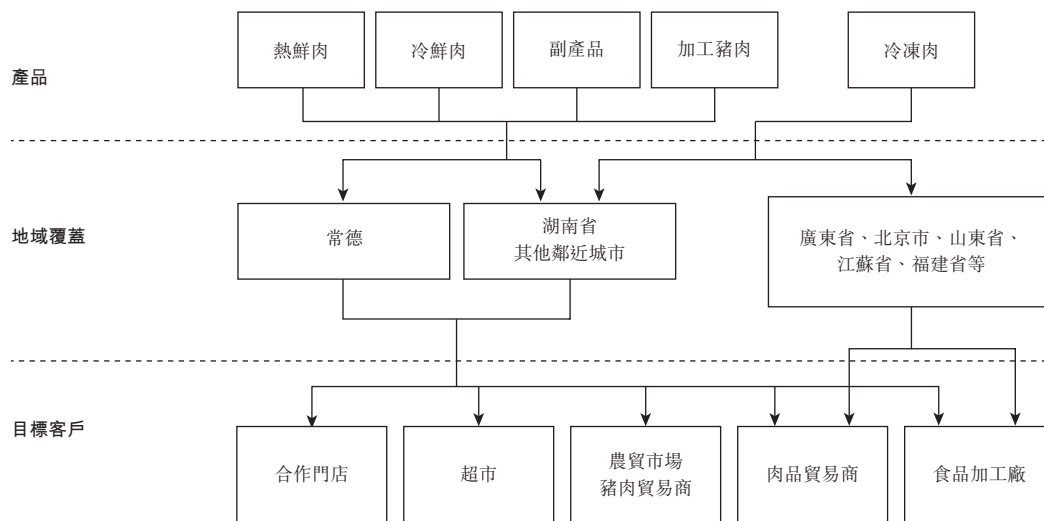 產品
熱鮮肉
冷鮮肉
副產品
加工豬肉
冷凍肉
地域覆蓋
常德
湖南省
其他鄰近城市
廣東省、北京市、山東省、
江蘇省、福建省等
目標客戶
合作門店
超市
農貿市場
豬肉貿易商
肉品貿易商
食品加工廠